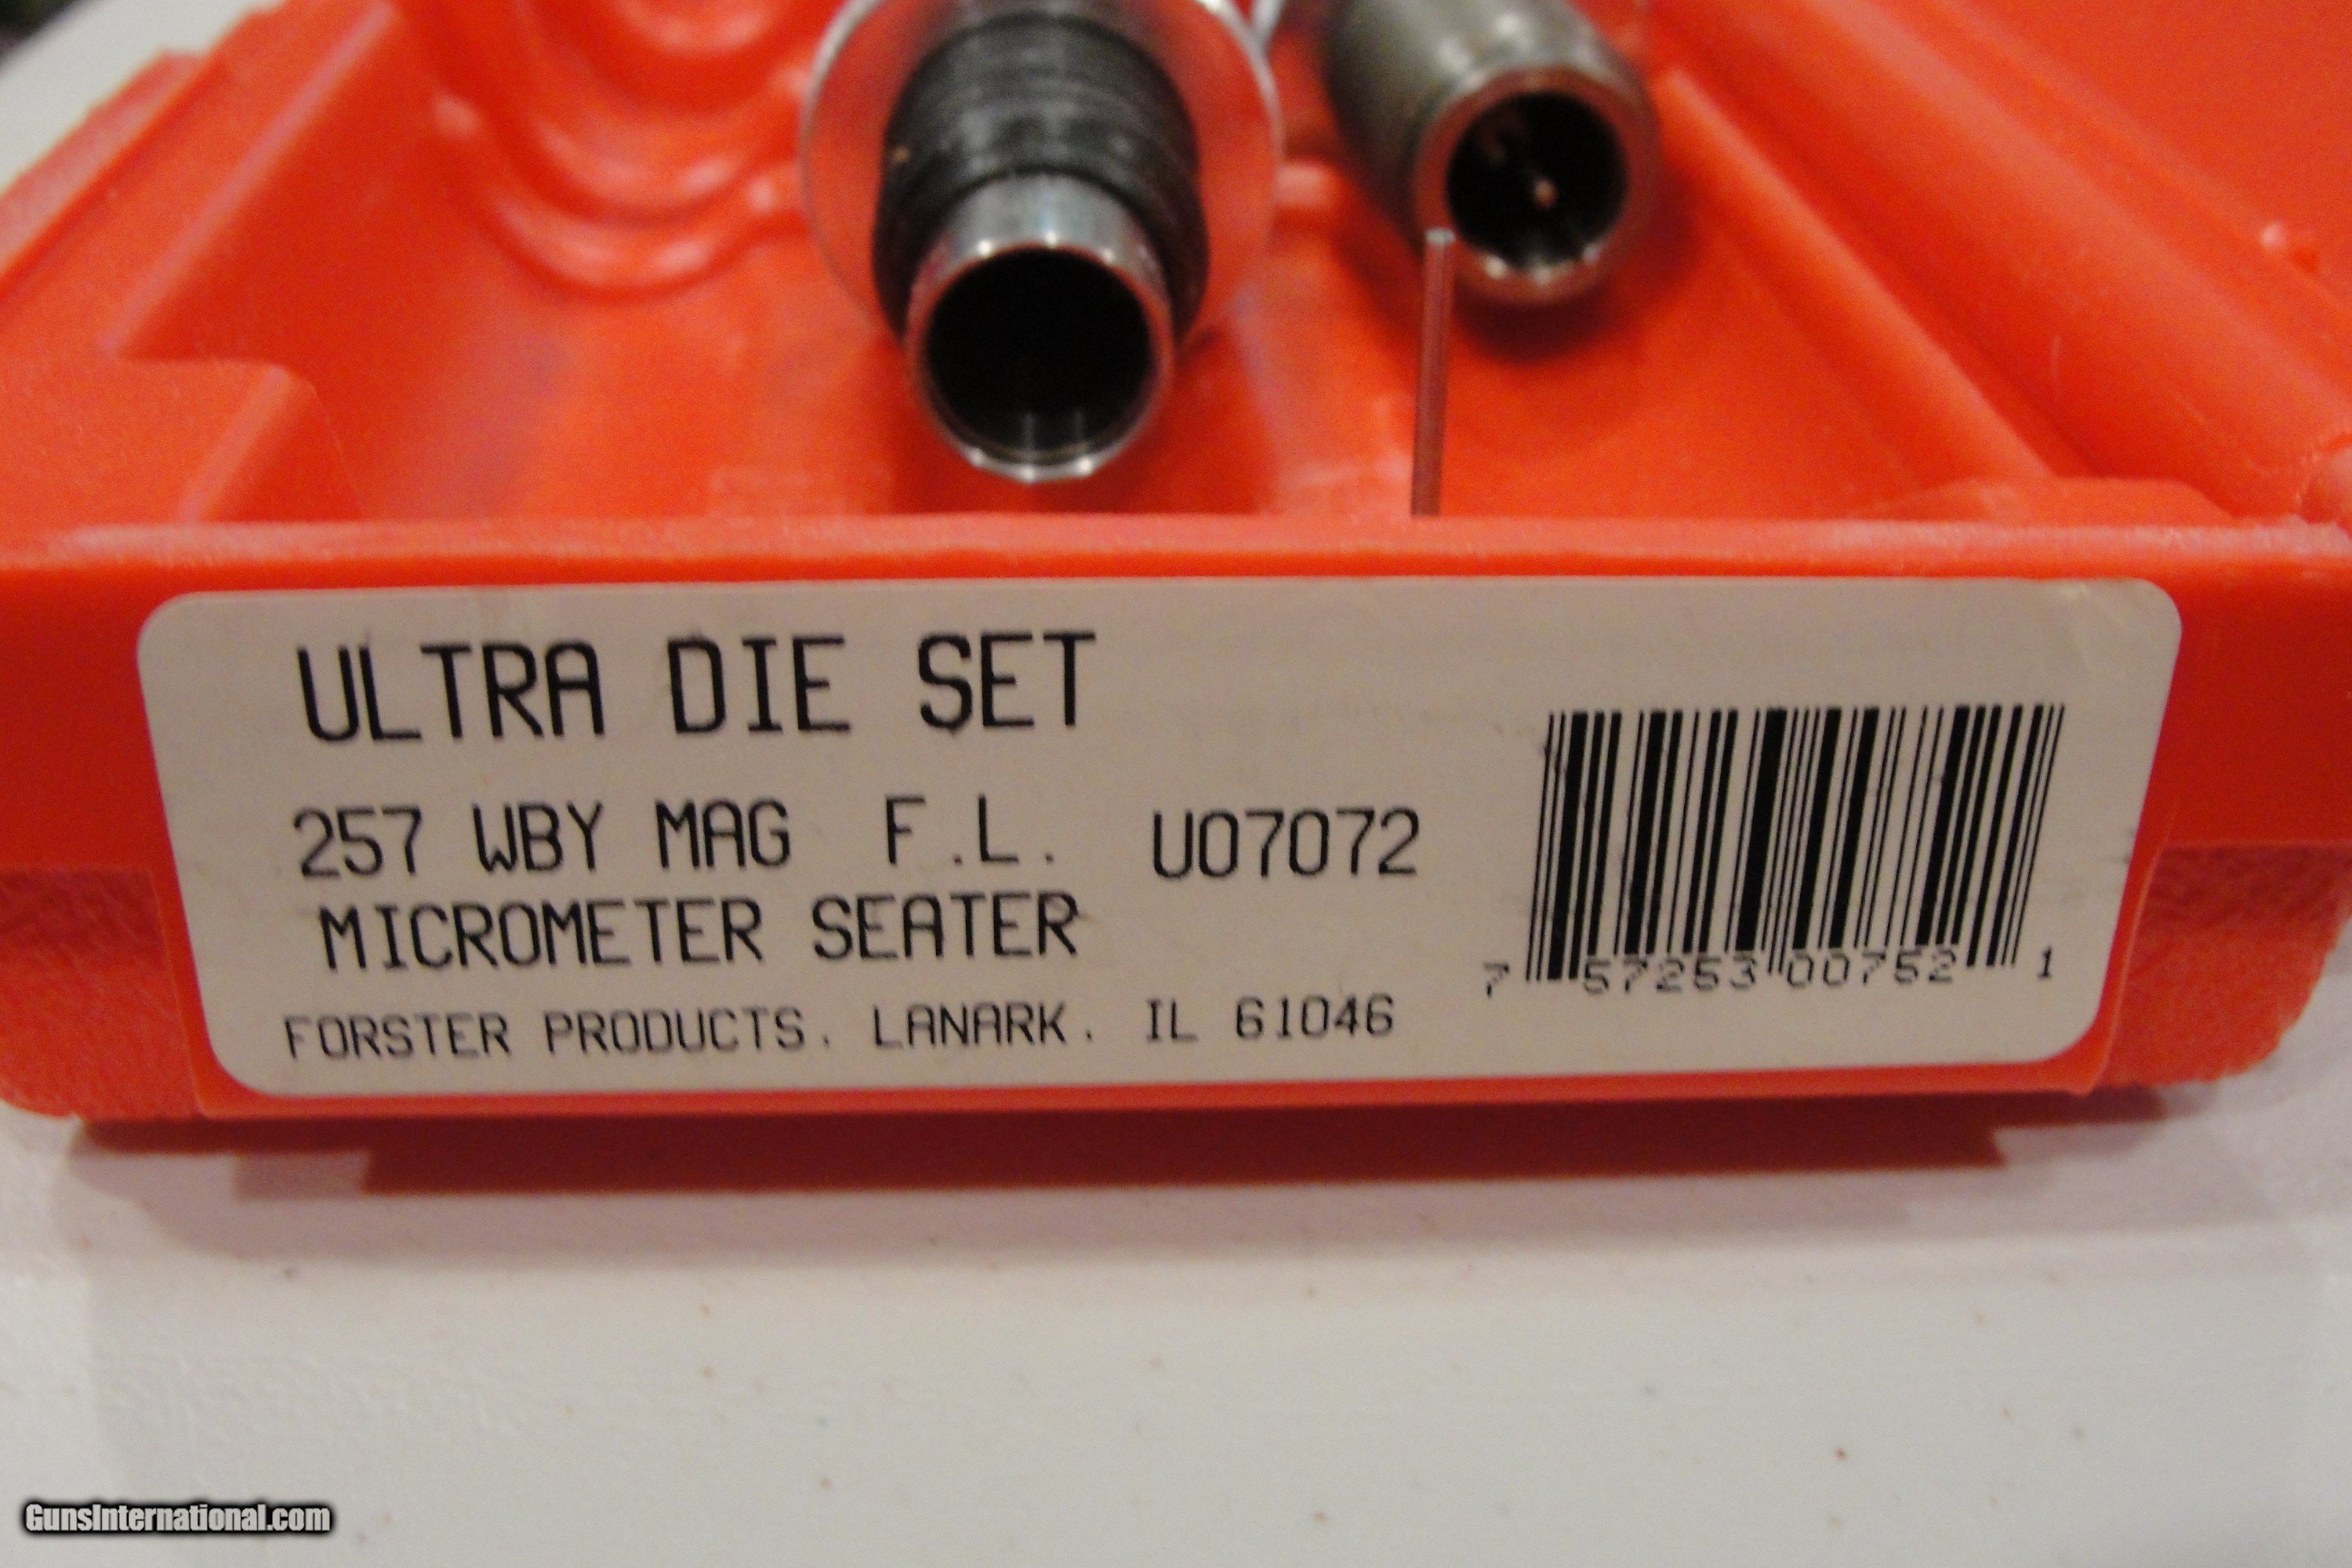 ULTRA DIE SET
257 WBY MAG F.L. U07072
MICROMETER SEATER
FORSTER PRODUCTS. LANARK. IL 61046
7 57253 00752 1
GunsInternational.com